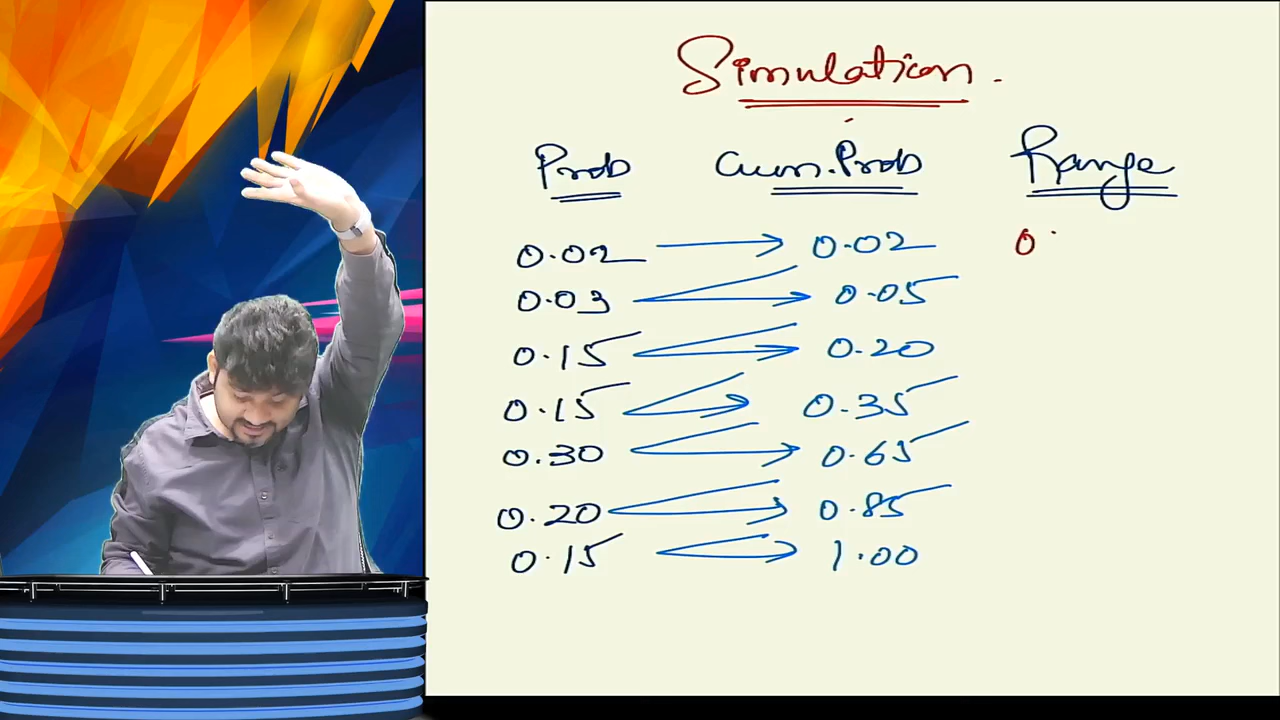 Simulation.
Prob Cum.Prob Range
0.02 → 0.02 0.
0.03 → 0.05
0.15 → 0.20
0.15 → 0.35
0.30 → 0.65
0.20 → 0.85
0.15 → 1.00